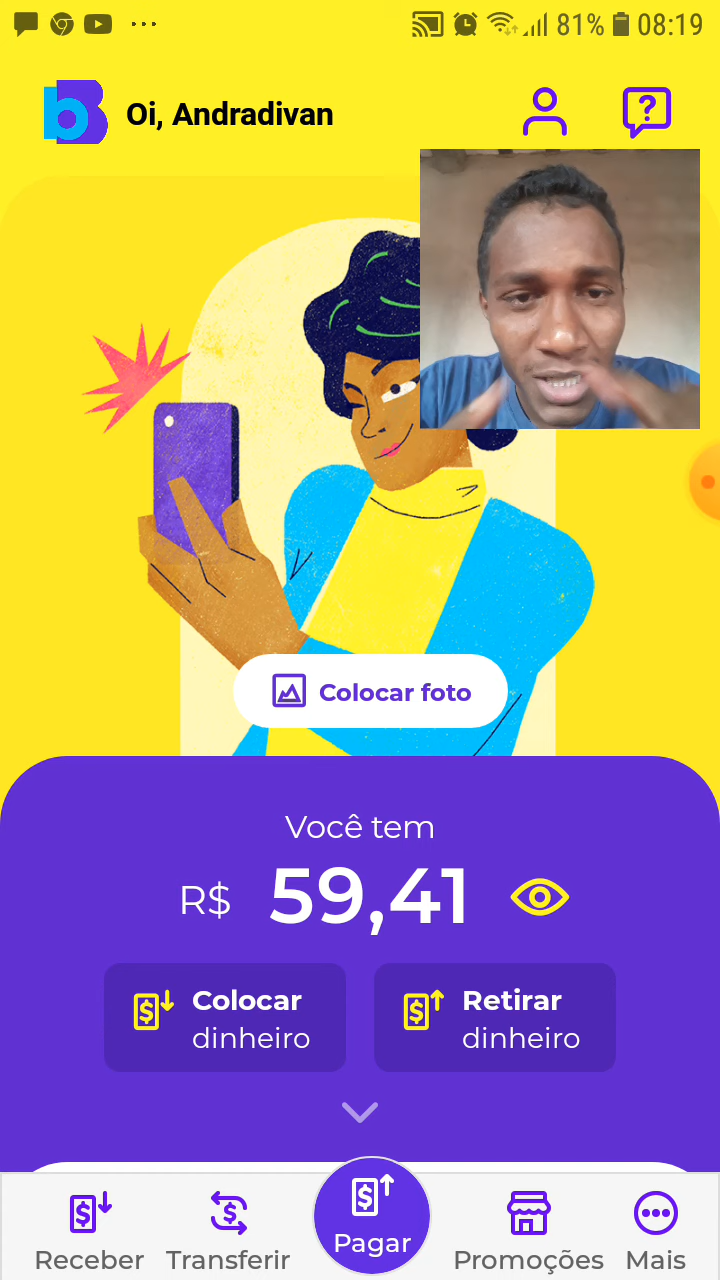 81% 08:19
b3 Oi, Andradivan
Colocar foto
Você tem
R$ 59,41
Colocar dinheiro
Retirar dinheiro
Receber Transferir Pagar Promoções Mais